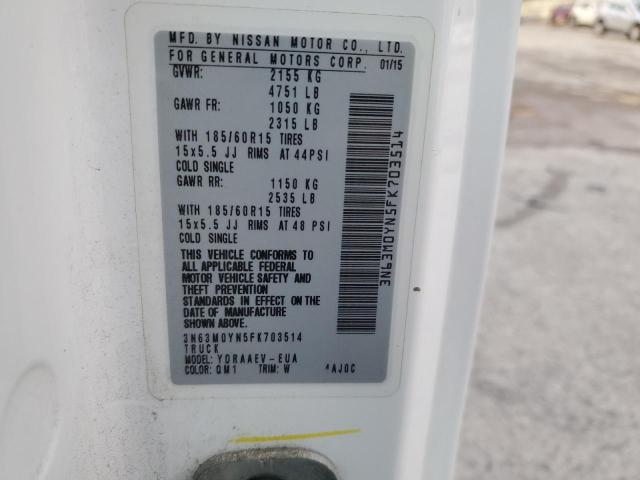 MFD. BY NISSAN MOTOR CO., LTD.
FOR GENERAL MOTORS CORP. 01/15
GVWR: 2155 KG
4751 LB
GAWR FR: 1050 KG
2315 LB
WITH 185/60R15 TIRES
15x5.5 JJ RIMS AT 44PSI
COLD SINGLE
GAWR RR: 1150 KG
2535 LB
WITH 185/60R15 TIRES
15x5.5 JJ RIMS AT 48 PSI
COLD SINGLE
THIS VEHICLE CONFORMS TO
ALL APPLICABLE FEDERAL
MOTOR VEHICLE SAFETY AND
AND THEFT PREVENTION
STANDARDS IN EFFECT ON THE
DATE OF MANUFACTURE
SHOWN ABOVE.
3N63M0YN5FK703514
TRUCK
MODEL: YDRAAEV-EUA
COLOR: QM1 TRIM: W *AJ0C
3N63M0YN5FK703514